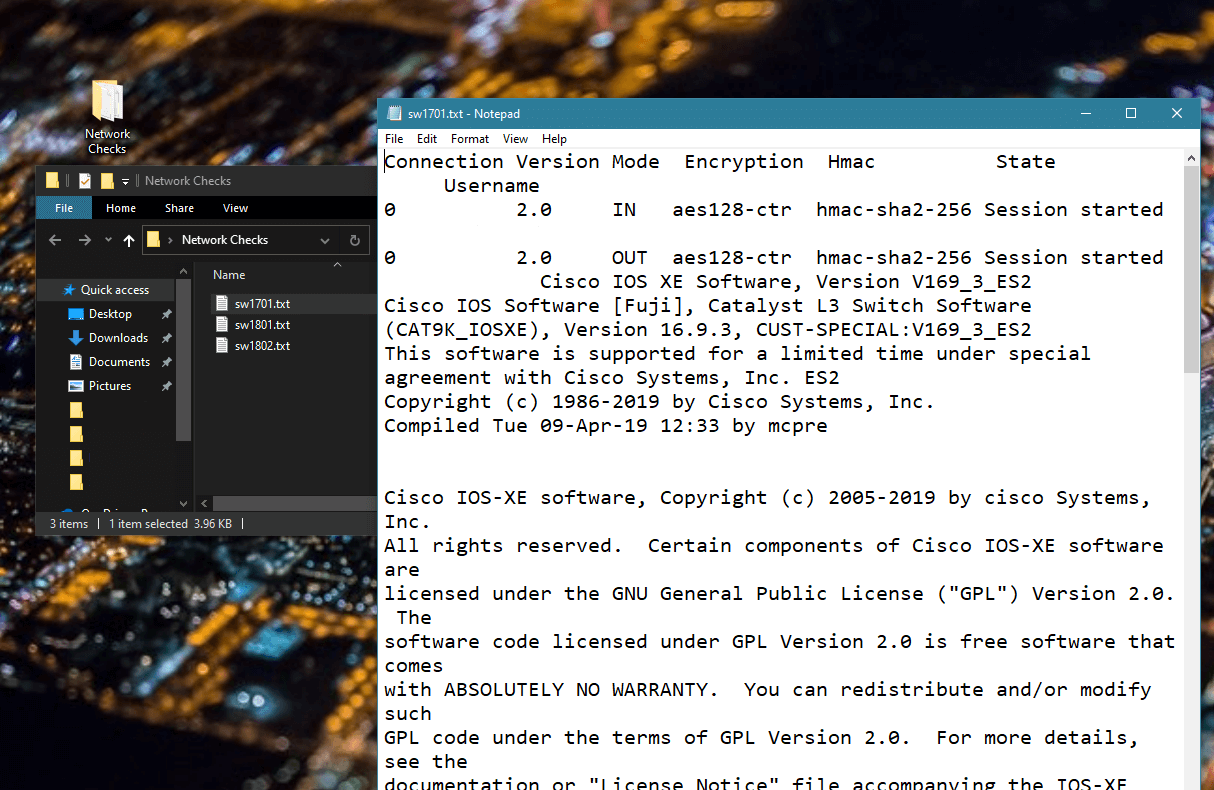 Network
Checks
Network Checks
File Home Share View
Network Checks
Name
Quick access
Desktop
Downloads
Documents
Pictures
sw1701.txt
sw1801.txt
sw1802.txt
3 items 1 item selected 3.96 KB
sw1701.txt - Notepad
File Edit Format View Help
Connection Version Mode  Encryption  Hmac          State
     Username
0          2.0     IN   aes128-ctr  hmac-sha2-256 Session started
0          2.0     OUT  aes128-ctr  hmac-sha2-256 Session started
             Cisco IOS XE Software, Version V169_3_ES2
Cisco IOS Software [Fuji], Catalyst L3 Switch Software
(CAT9K_IOSXE), Version 16.9.3, CUST-SPECIAL:V169_3_ES2
This software is supported for a limited time under special
agreement with Cisco Systems, Inc. ES2
Copyright (c) 1986-2019 by Cisco Systems, Inc.
Compiled Tue 09-Apr-19 12:33 by mcpre
Cisco IOS-XE software, Copyright (c) 2005-2019 by cisco Systems,
Inc.
All rights reserved.  Certain components of Cisco IOS-XE software
are
licensed under the GNU General Public License ("GPL") Version 2.0.
 The
software code licensed under GPL Version 2.0 is free software that
comes
with ABSOLUTELY NO WARRANTY.  You can redistribute and/or modify
such
GPL code under the terms of GPL Version 2.0.  For more details,
see the
documentation or "License Notice" file accompanying the IOS-XE